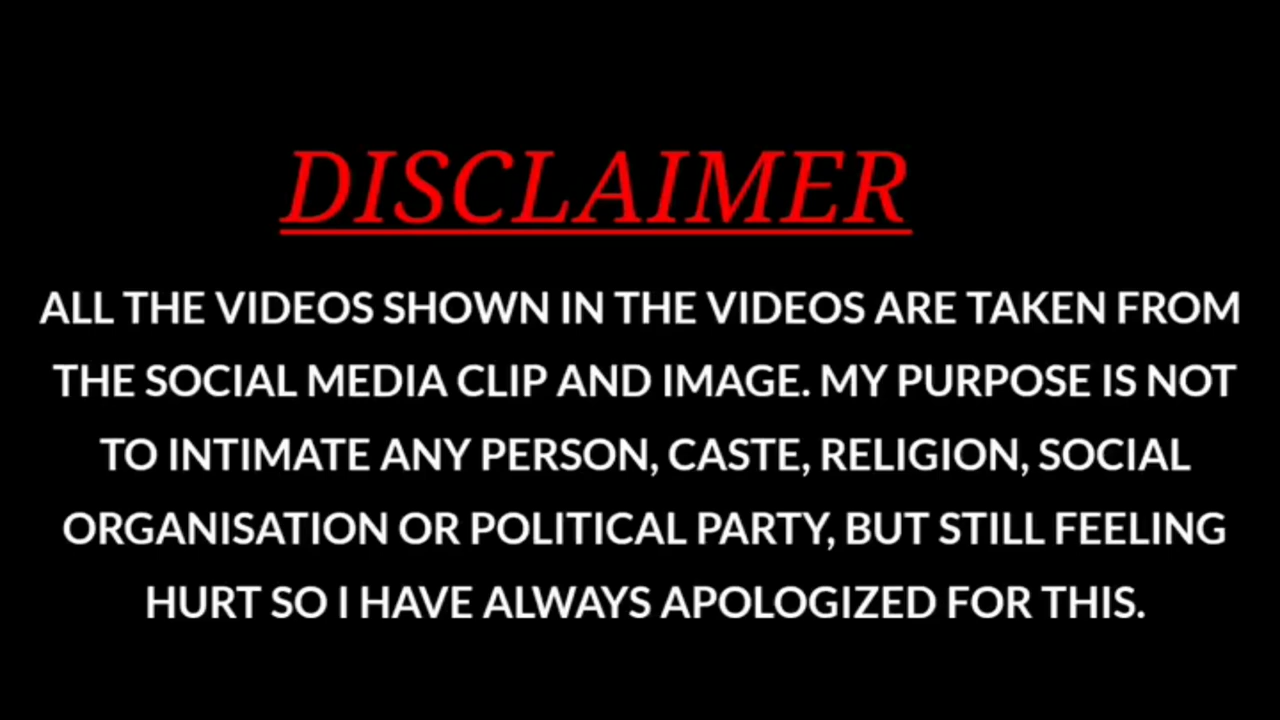 DISCLAIMER
ALL THE VIDEOS SHOWN IN THE VIDEOS ARE TAKEN FROM
THE SOCIAL MEDIA CLIP AND IMAGE. MY PURPOSE IS NOT
TO INTIMATE ANY PERSON, CASTE, RELIGION, SOCIAL
ORGANISATION OR POLITICAL PARTY, BUT STILL FEELING
HURT SO I HAVE ALWAYS APOLOGIZED FOR THIS.